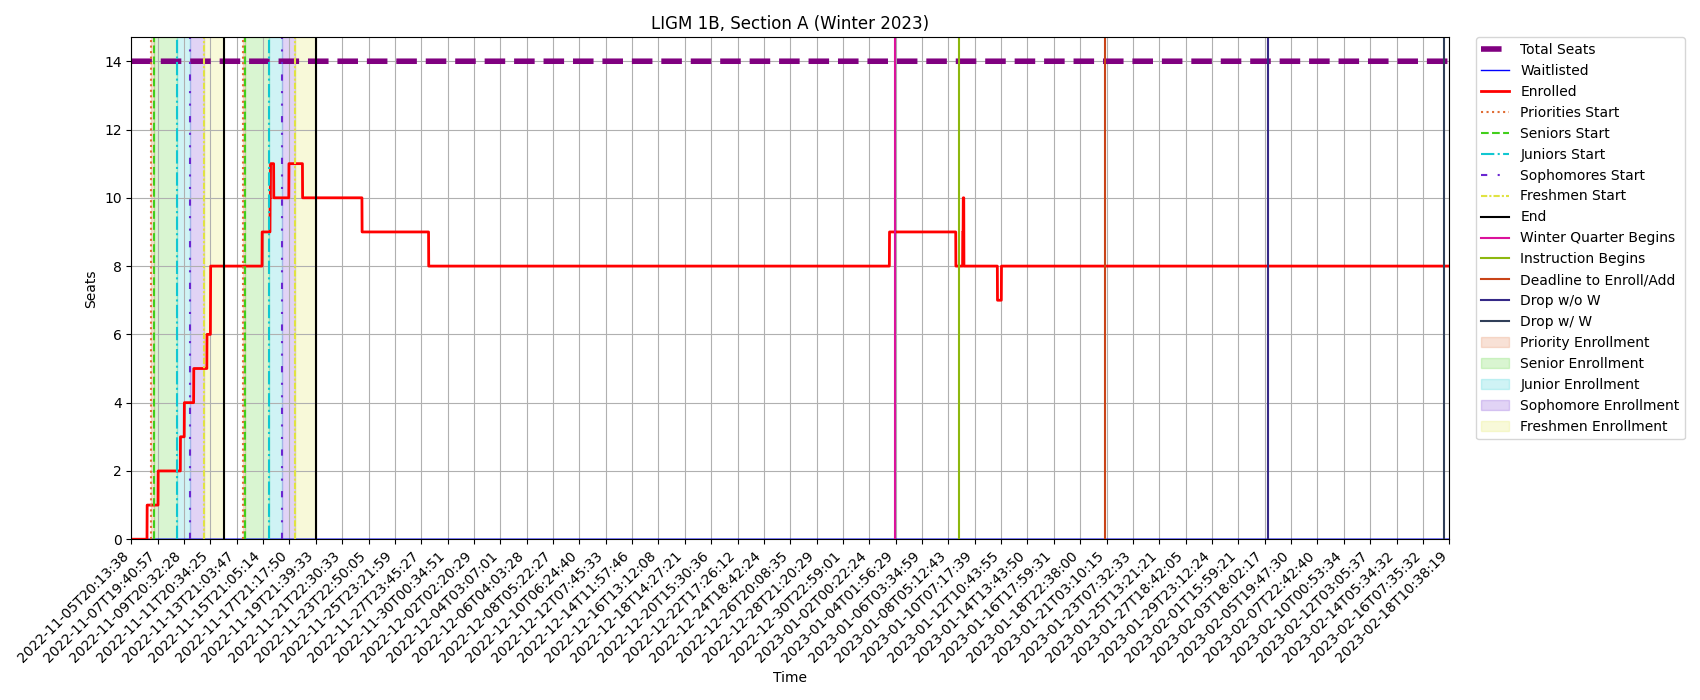 LIGM 1B, Section A (Winter 2023)
Seats
14
12
10
8
6
4
2
0
2022-11-05T20:13:38
2022-11-07T19:40:57
2022-11-09T20:32:28
2022-11-11T20:34:25
2022-11-13T21:03:47
2022-11-15T21:05:14
2022-11-17T21:17:50
2022-11-19T21:39:33
2022-11-21T22:30:33
2022-11-23T22:50:05
2022-11-25T23:21:59
2022-11-27T23:45:27
2022-11-30T00:34:51
2022-12-02T02:20:29
2022-12-04T03:07:01
2022-12-06T04:03:28
2022-12-08T05:22:27
2022-12-10T06:24:40
2022-12-12T07:45:33
2022-12-14T11:57:46
2022-12-16T13:12:08
2022-12-18T14:27:21
2022-12-20T15:30:36
2022-12-22T17:26:12
2022-12-24T18:42:24
2022-12-26T20:08:35
2022-12-28T21:20:29
2022-12-30T22:59:01
2023-01-02T00:22:24
2023-01-04T01:56:29
2023-01-06T03:34:59
2023-01-08T05:12:43
2023-01-10T07:17:39
2023-01-12T10:43:55
2023-01-14T13:43:50
2023-01-16T17:59:31
2023-01-18T22:38:00
2023-01-21T03:10:15
2023-01-23T07:32:33
2023-01-25T13:21:21
2023-01-27T18:42:05
2023-01-29T23:12:24
2023-02-01T15:59:21
2023-02-03T18:02:17
2023-02-05T19:47:30
2023-02-07T22:42:40
2023-02-10T00:53:34
2023-02-12T03:05:37
2023-02-14T05:34:32
2023-02-16T07:35:32
2023-02-18T10:38:19
Time
Total Seats
Waitlisted
Enrolled
Priorities Start
Seniors Start
Juniors Start
Sophomores Start
Freshmen Start
End
Winter Quarter Begins
Instruction Begins
Deadline to Enroll/Add
Drop w/o W
Drop w/ W
Priority Enrollment
Senior Enrollment
Junior Enrollment
Sophomore Enrollment
Freshmen Enrollment